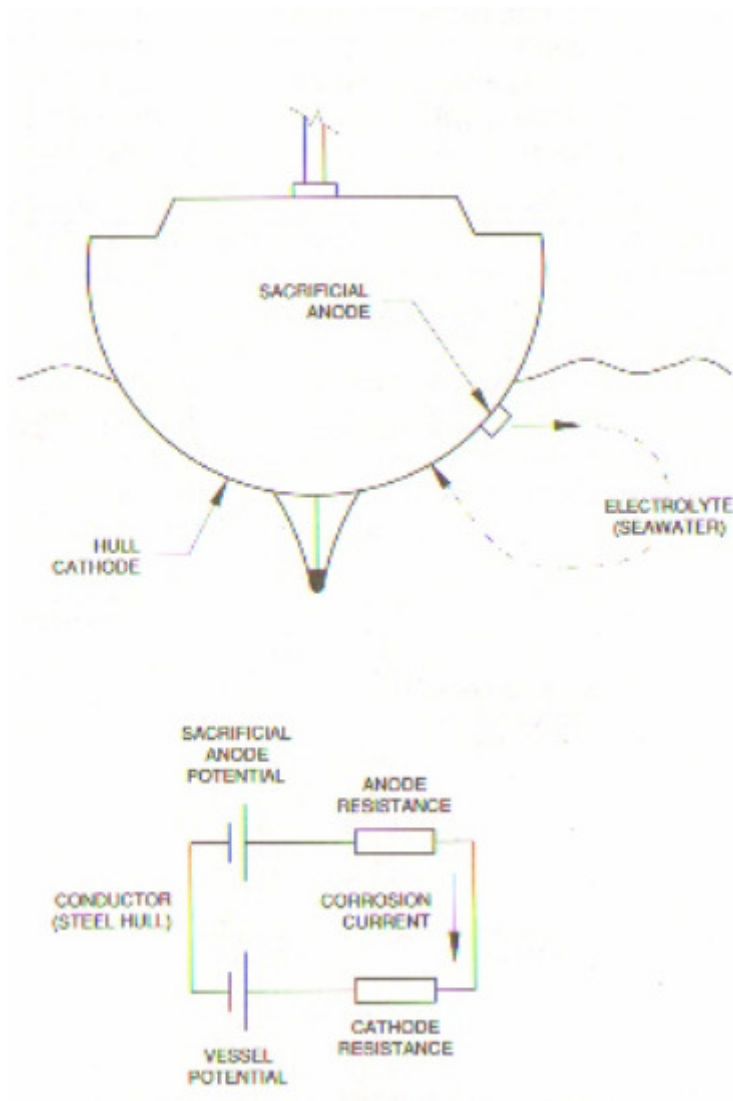 SACRIFICIAL
ANODE
ELECTROLYTE
(SEAWATER)
HULL
CATHODE
SACRIFICIAL
ANODE
POTENTIAL
ANODE
RESISTANCE
CONDUCTOR
(STEEL HULL)
CORROSION
CURRENT
CATHODE
RESISTANCE
VESSEL
POTENTIAL